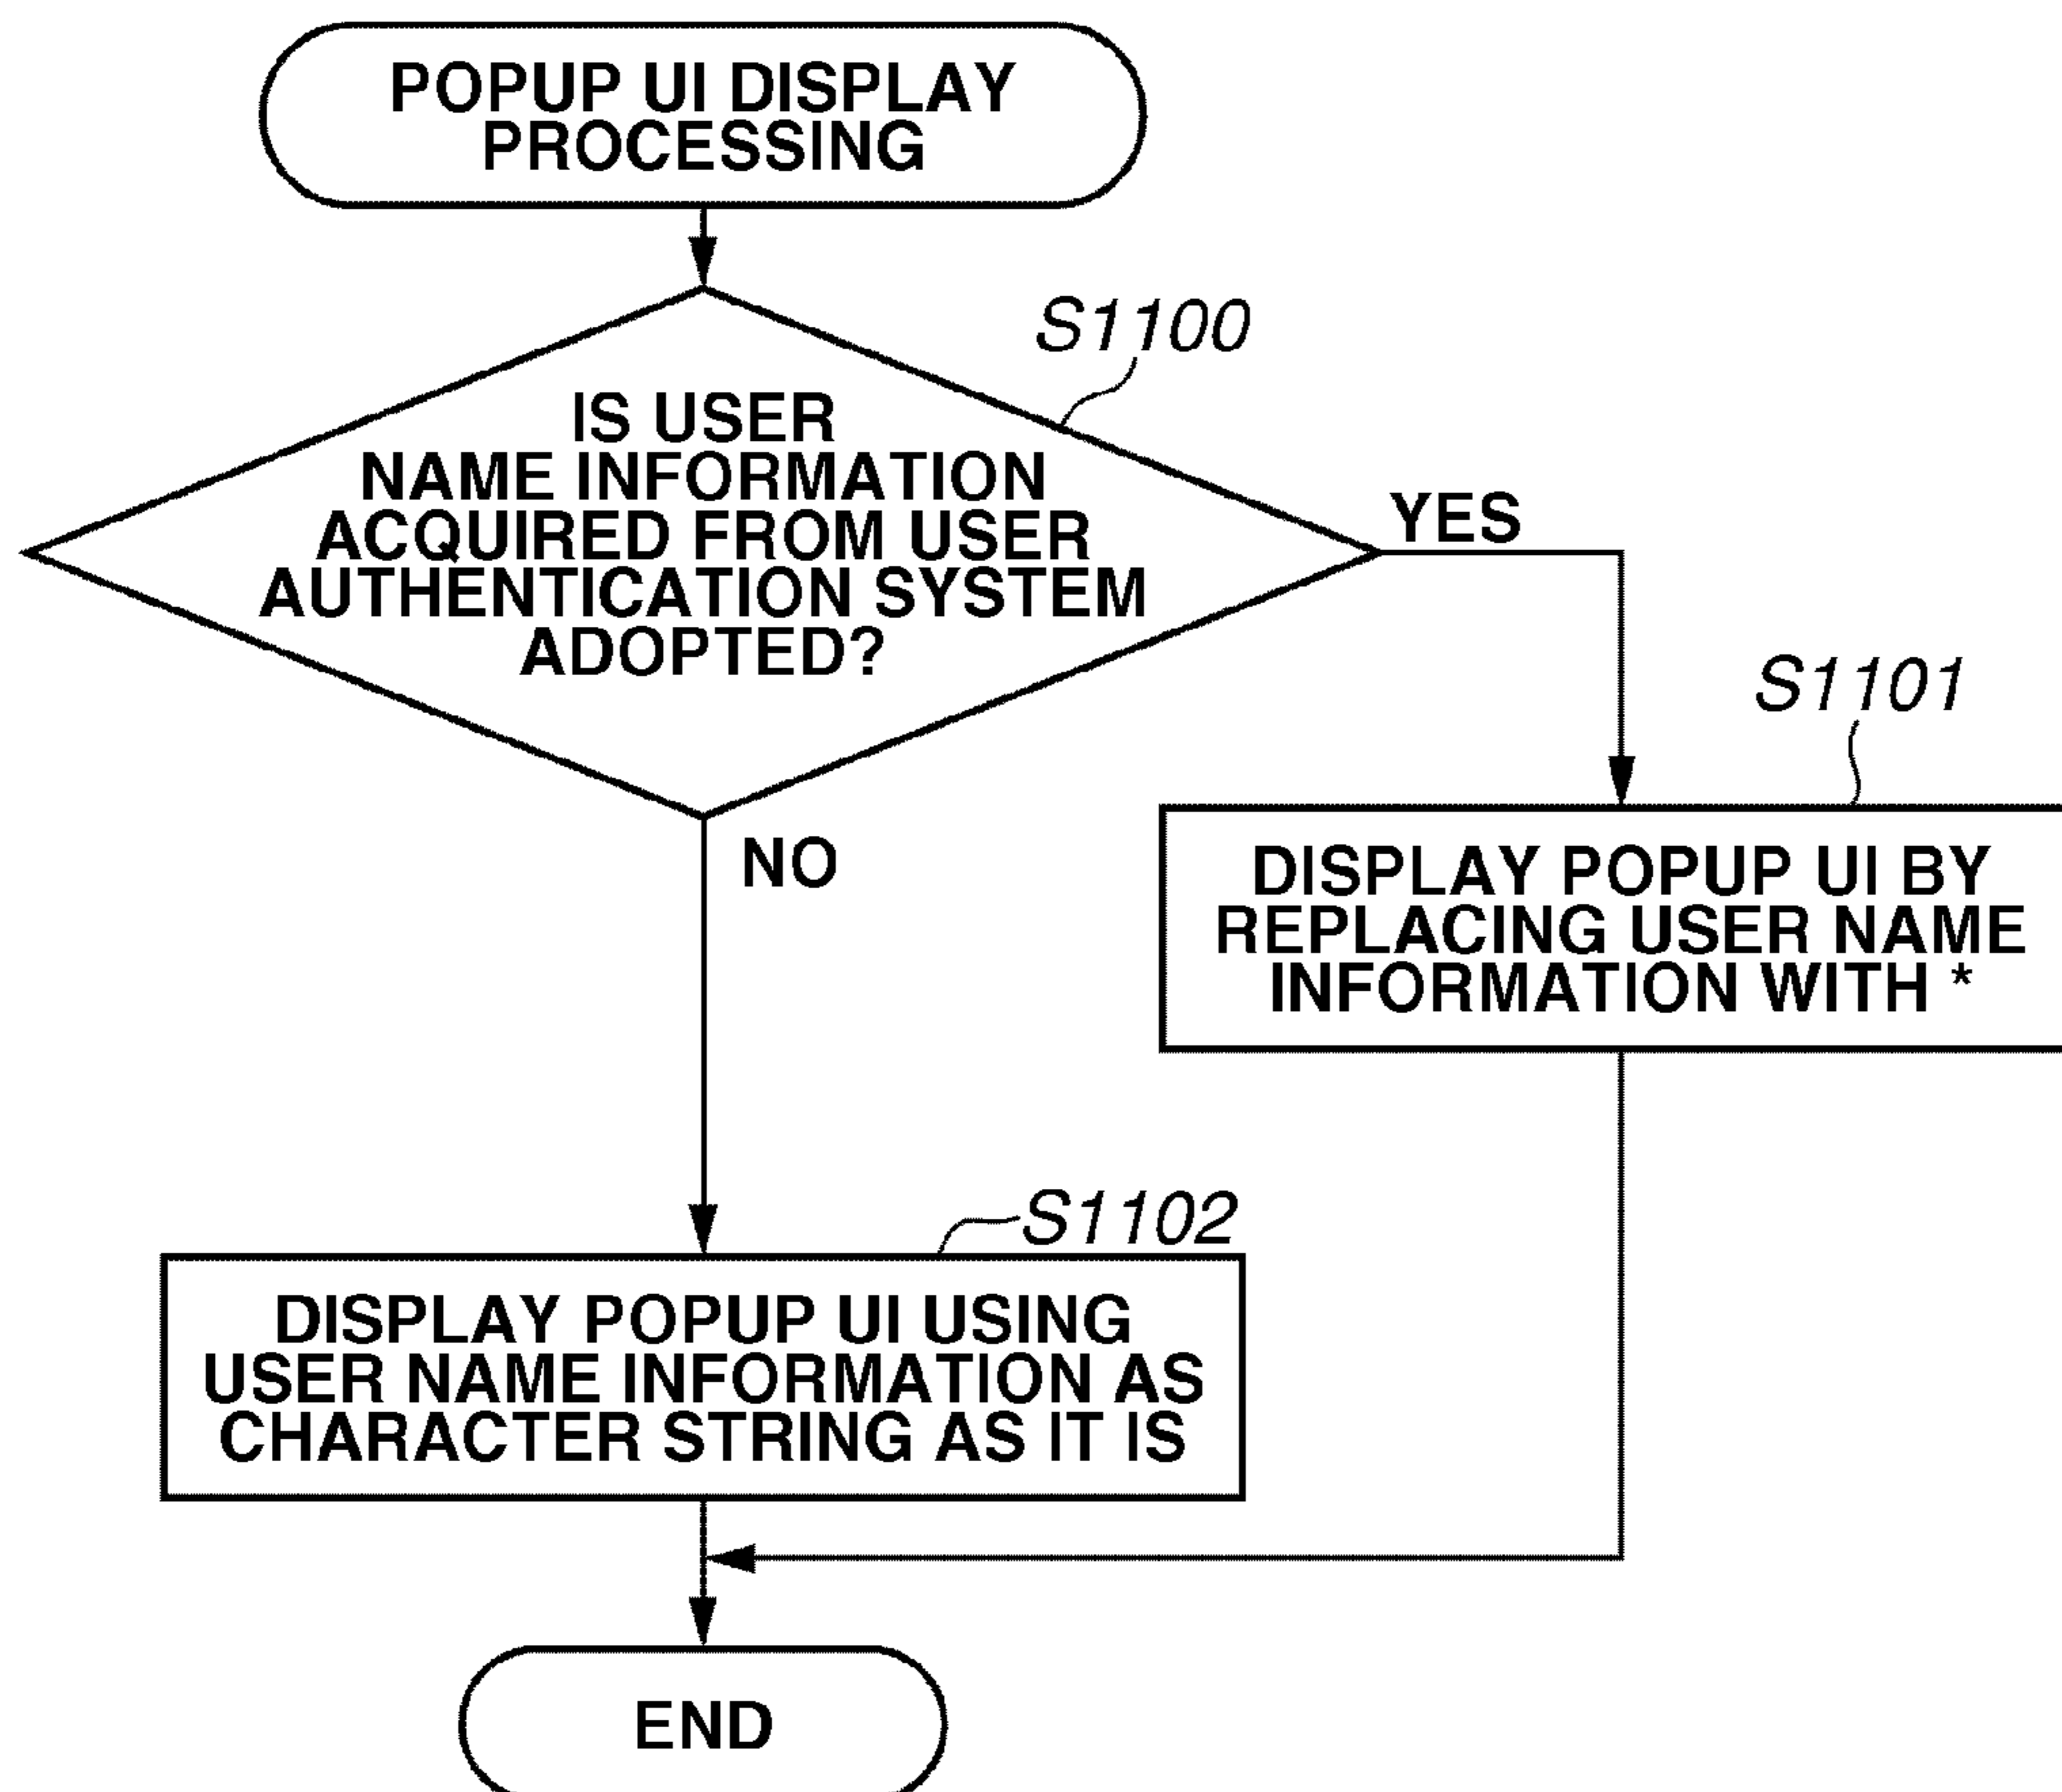 POPUP UI DISPLAY
PROCESSING
S1100
IS USER
NAME INFORMATION
ACQUIRED FROM USER
AUTHENTICATION SYSTEM
ADOPTED?
YES
S1101
NO
DISPLAY POPUP UI BY
REPLACING USER NAME
INFORMATION WITH *
S1102
DISPLAY POPUP UI USING
USER NAME INFORMATION AS
CHARACTER STRING AS IT IS
END